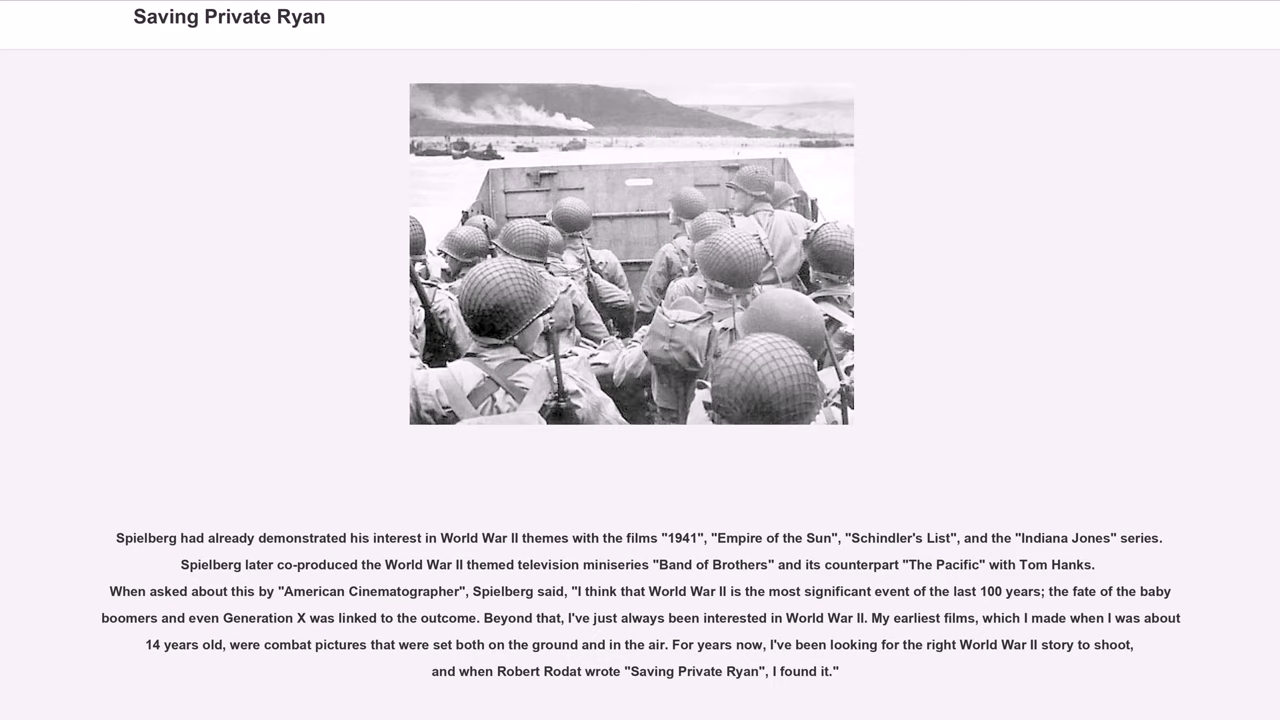 Saving Private Ryan
Spielberg had already demonstrated his interest in World War II themes with the films "1941", "Empire of the Sun", "Schindler's List", and the "Indiana Jones" series.
Spielberg later co-produced the World War II themed television miniseries "Band of Brothers" and its counterpart "The Pacific" with Tom Hanks.
When asked about this by "American Cinematographer", Spielberg said, "I think that World War II is the most significant event of the last 100 years; the fate of the baby
boomers and even Generation X was linked to the outcome. Beyond that, I've just always been interested in World War II. My earliest films, which I made when I was about
14 years old, were combat pictures that were set both on the ground and in the air. For years now, I've been looking for the right World War II story to shoot,
and when Robert Rodat wrote "Saving Private Ryan", I found it."